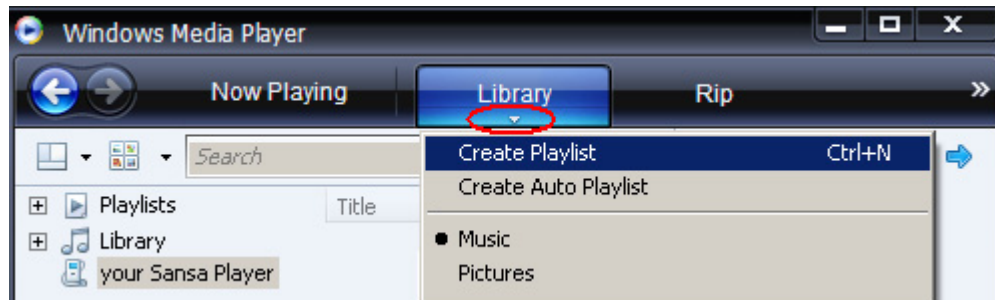 Windows Media Player
Now Playing Library Rip »
Search
Create Playlist Ctrl+N
Create Auto Playlist
Playlists Title
Library
Music
your Sansa Player
Pictures